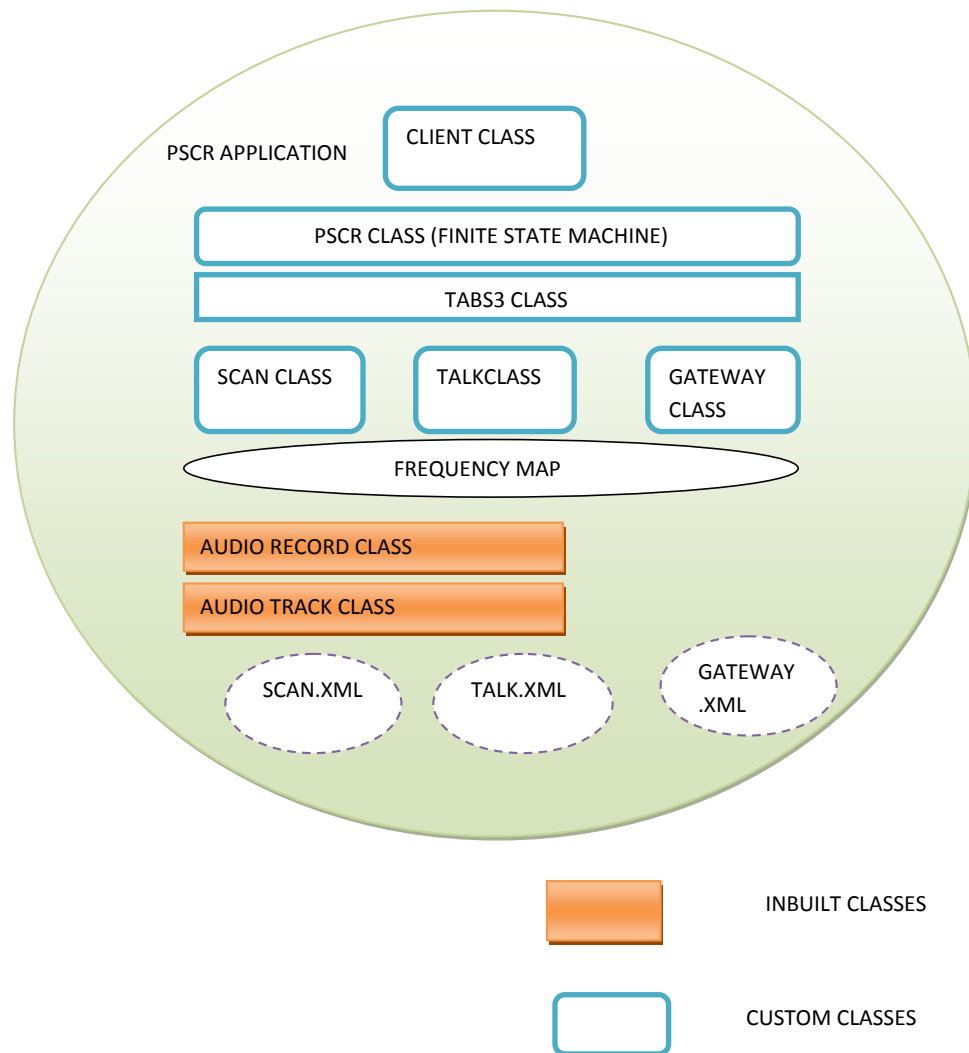 CLIENT CLASS
PSCR APPLICATION
PSCR CLASS (FINITE STATE MACHINE)
TABS3 CLASS
SCAN CLASS
TALKCLASS
GATEWAY
CLASS
FREQUENCY MAP
AUDIO RECORD CLASS
AUDIO TRACK CLASS
SCAN.XML
TALK.XML
GATEWAY
.XML
INBUILT CLASSES
CUSTOM CLASSES